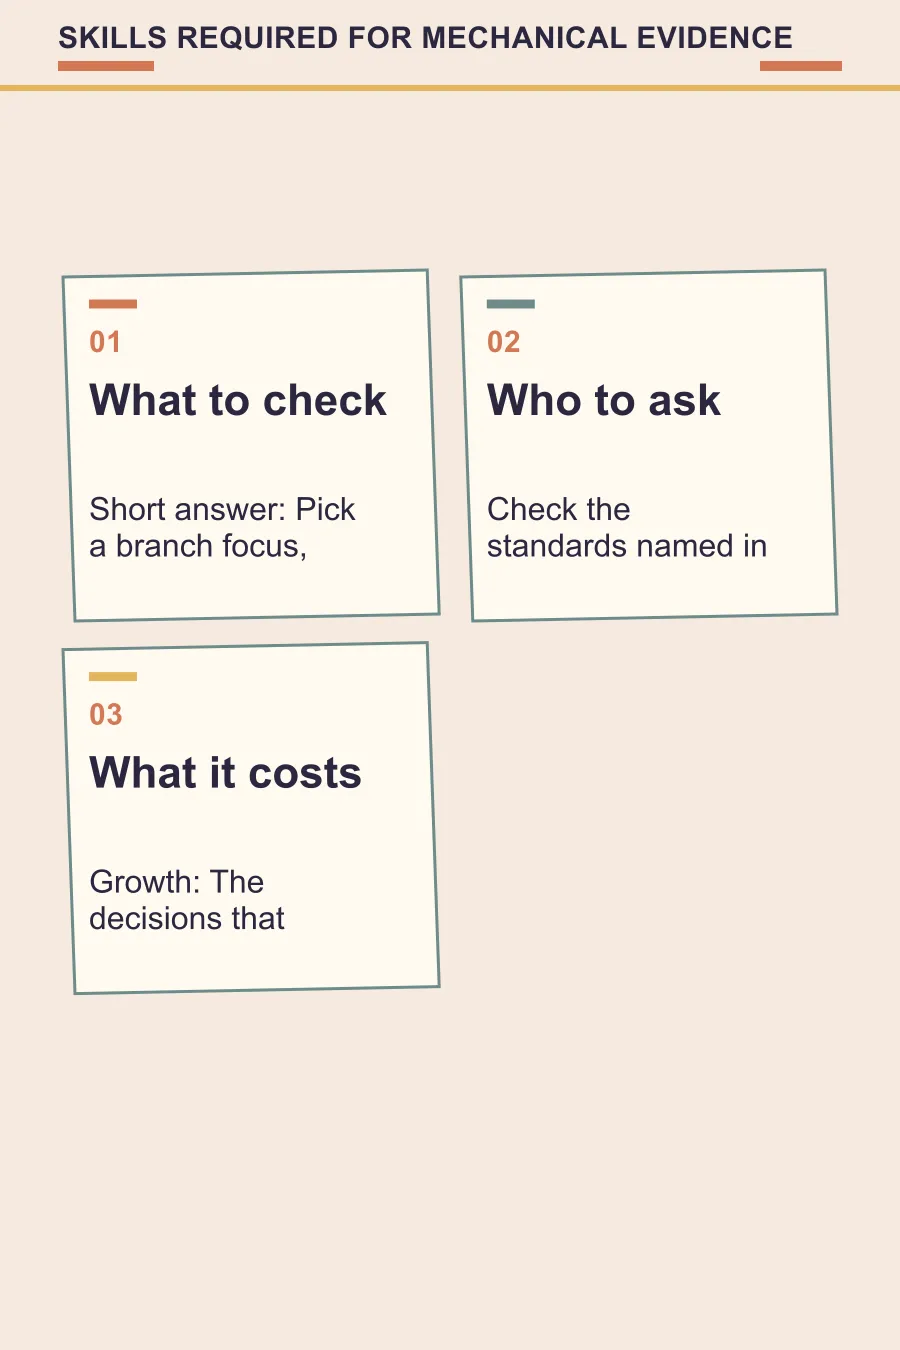 SKILLS REQUIRED FOR MECHANICAL EVIDENCE
01
What to check
Short answer: Pick
a branch focus,
02
Who to ask
Check the
standards named in
03
What it costs
Growth: The
decisions that